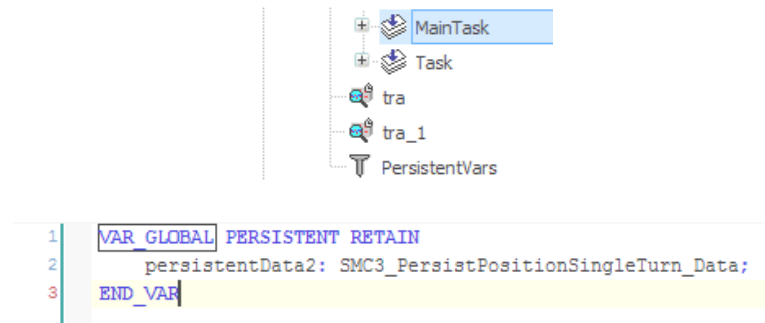 MainTask
Task
tra
tra_1
PersistentVars
1 VAR_GLOBAL PERSISTENT RETAIN
2 persistentData2: SMC3_PersistPositionSingleTurn_Data;
3 END_VAR